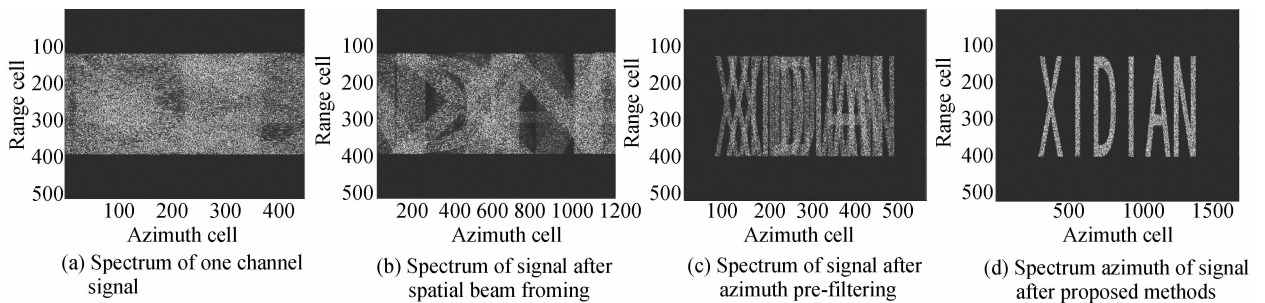 Range cell
100
200
300
400
500
100 200 300 400
Azimuth cell
(a) Spectrum of one channel
signal
Range cell
100
200
300
400
500
200 400 600 800 1000 1200
Azimuth cell
(b) Spectrum of signal after
spatial beam froming
Range cell
100
200
300
400
500
100 200 300 400 500
Azimuth cell
(c) Spectrum of signal after
azimuth pre-filtering
Range cell
100
200
300
400
500
XIDIAN
500 1000 1500
Azimuth cell
(d) Spectrum azimuth of signal
after proposed methods